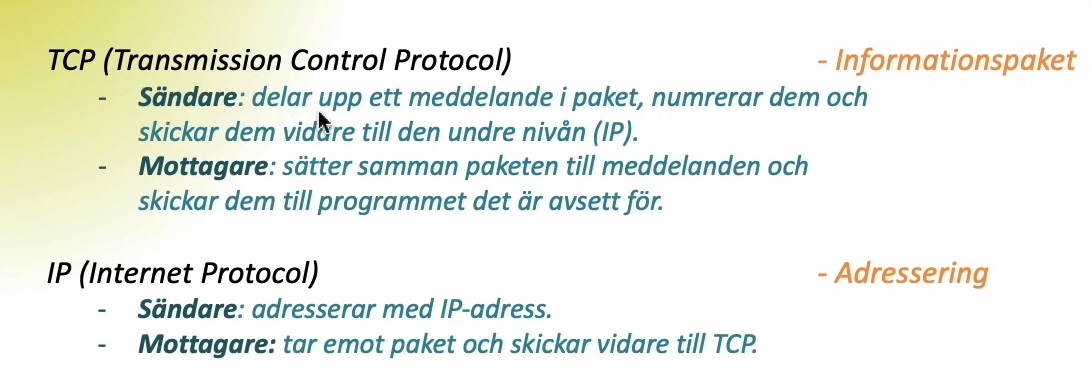 TCP (Transmission Control Protocol) - Informationspaket
- Sändare: delar upp ett meddelande i paket, numrerar dem och
skickar dem vidare till den undre nivån (IP).
- Mottagare: sätter samman paketen till meddelanden och
skickar dem till programmet det är avsett för.
IP (Internet Protocol) - Adressering
- Sändare: adresserar med IP-adress.
- Mottagare: tar emot paket och skickar vidare till TCP.